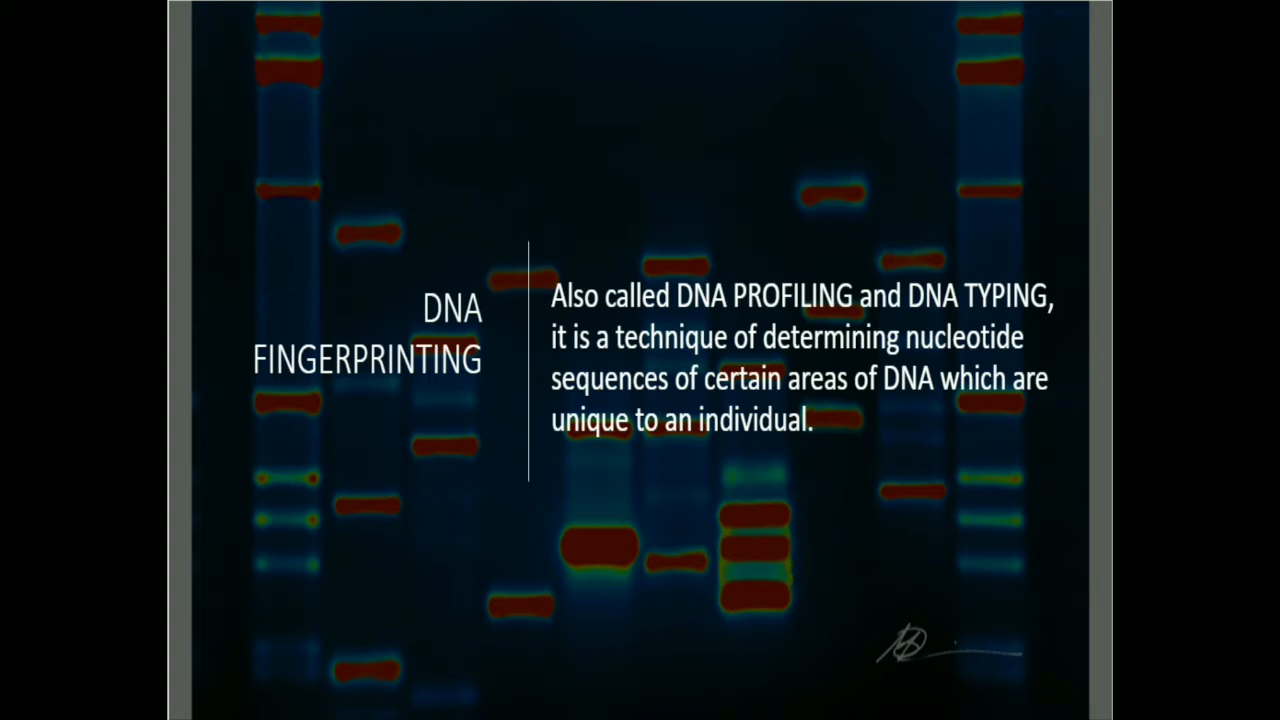 DNA
FINGERPRINTING
Also called DNA PROFILING and DNA TYPING,
it is a technique of determining nucleotide
sequences of certain areas of DNA which are
unique to an individual.